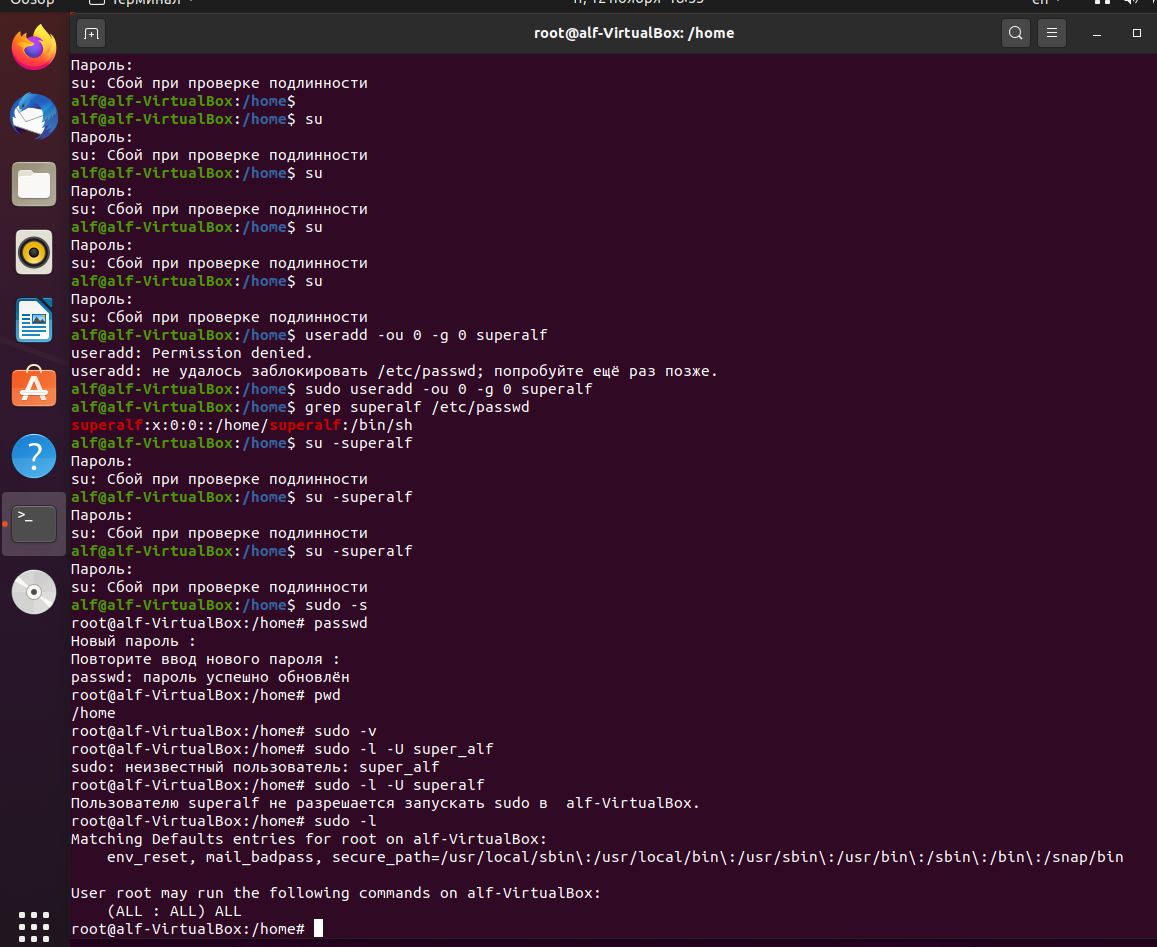 Обзор
Терминал
12 ноября
en
root@alf-VirtualBox: /home
Пароль:
su: Сбой при проверке подлинности
alf@alf-VirtualBox:/home$
alf@alf-VirtualBox:/home$ su
Пароль:
su: Сбой при проверке подлинности
alf@alf-VirtualBox:/home$ su
Пароль:
su: Сбой при проверке подлинности
alf@alf-VirtualBox:/home$ su
Пароль:
su: Сбой при проверке подлинности
alf@alf-VirtualBox:/home$ su
Пароль:
su: Сбой при проверке подлинности
alf@alf-VirtualBox:/home$ useradd -ou 0 -g 0 superalf
useradd: Permission denied.
useradd: не удалось заблокировать /etc/passwd; попробуйте ещё раз позже.
alf@alf-VirtualBox:/home$ sudo useradd -ou 0 -g 0 superalf
alf@alf-VirtualBox:/home$ grep superalf /etc/passwd
superalf:x:0:0::/home/superalf:/bin/sh
alf@alf-VirtualBox:/home$ su -superalf
Пароль:
su: Сбой при проверке подлинности
alf@alf-VirtualBox:/home$ su -superalf
Пароль:
su: Сбой при проверке подлинности
alf@alf-VirtualBox:/home$ su -superalf
Пароль:
su: Сбой при проверке подлинности
alf@alf-VirtualBox:/home$ sudo -s
root@alf-VirtualBox:/home# passwd
Новый пароль :
Повторите ввод нового пароля :
passwd: пароль успешно обновлён
root@alf-VirtualBox:/home# pwd
/home
root@alf-VirtualBox:/home# sudo -v
root@alf-VirtualBox:/home# sudo -l -U super_alf
sudo: неизвестный пользователь: super_alf
root@alf-VirtualBox:/home# sudo -l -U superalf
Пользователю superalf не разрешается запускать sudo в  alf-VirtualBox.
root@alf-VirtualBox:/home# sudo -l
Matching Defaults entries for root on alf-VirtualBox:
    env_reset, mail_badpass, secure_path=/usr/local/sbin\:/usr/local/bin\:/usr/sbin\:/usr/bin\:/sbin\:/bin\:/snap/bin
User root may run the following commands on alf-VirtualBox:
    (ALL : ALL) ALL
root@alf-VirtualBox:/home#